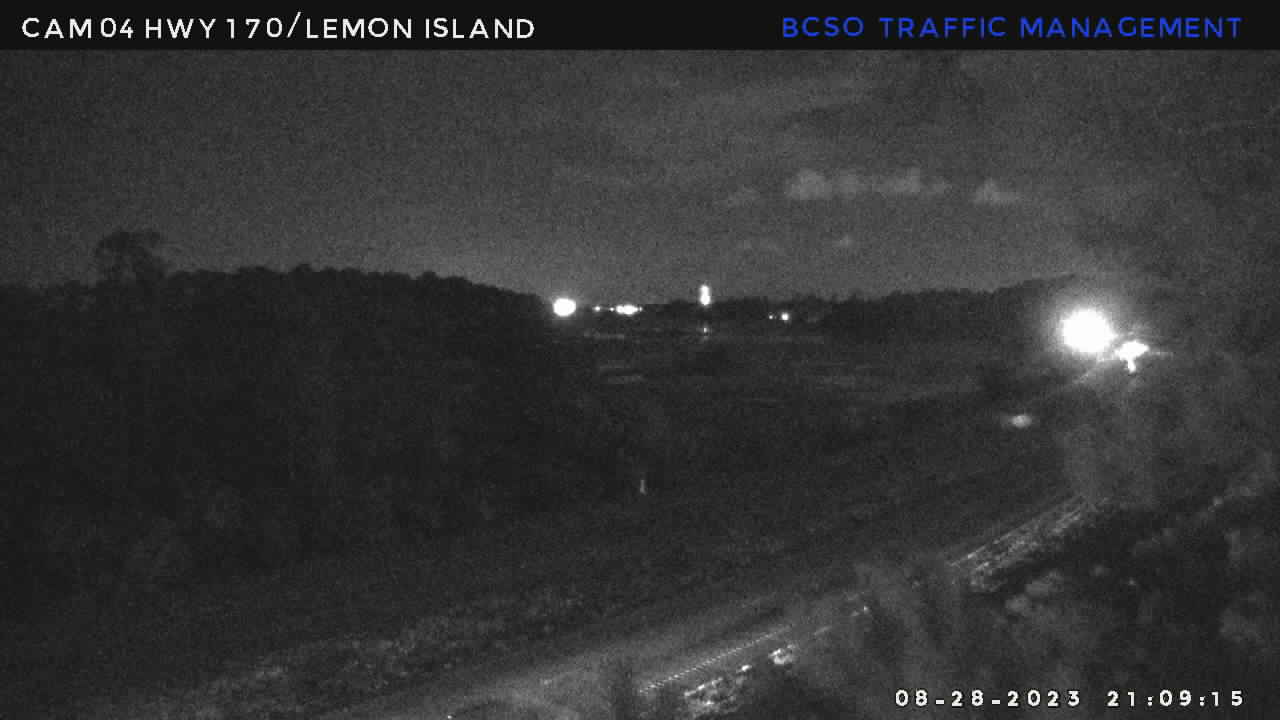 CAM 04 HWY 170/LEMON ISLAND
BCSO TRAFFIC MANAGEMENT
08-28-2023 21:09:15